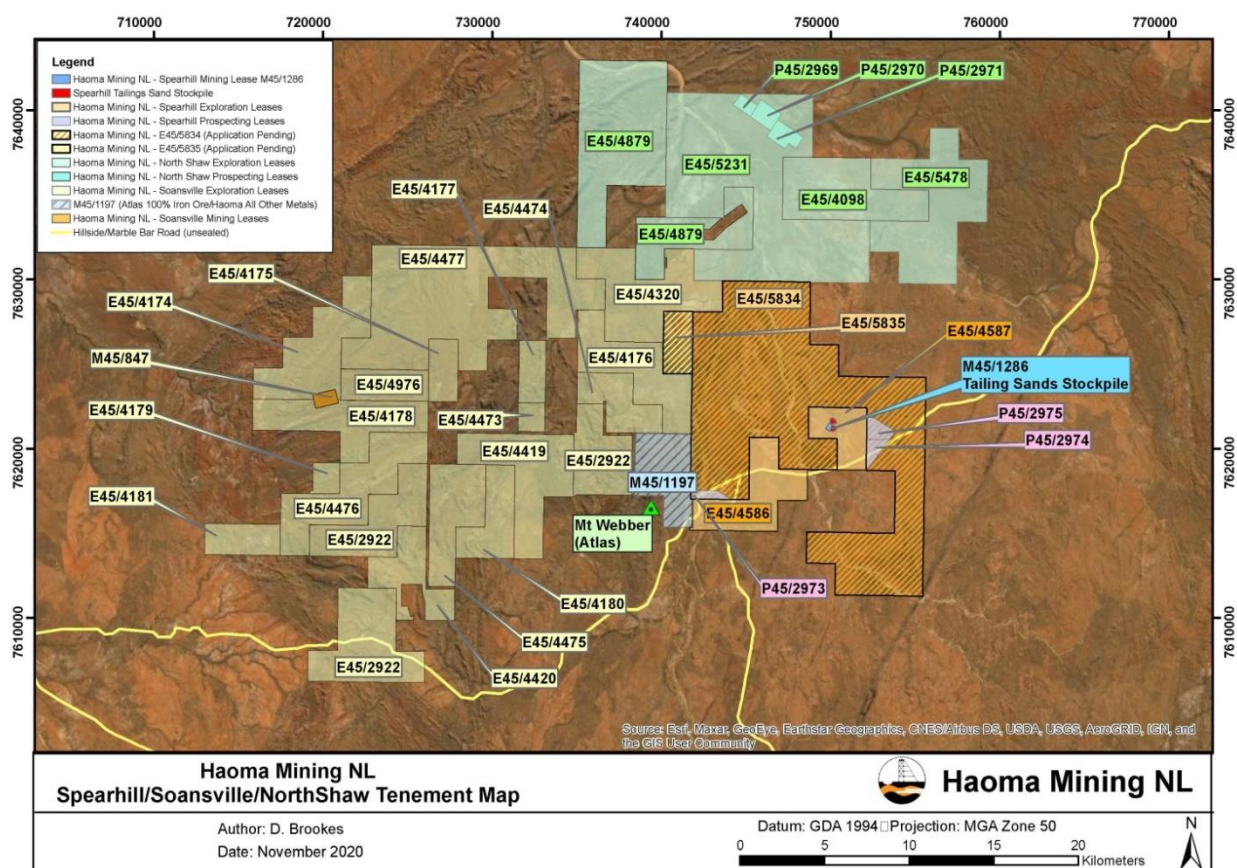 710000
720000
730000
740000
750000
760000
770000
Legend
Haoma Mining NL - Spearhill Mining Lease M45/1286
Spearhill Tailings Sand Stockpile
Haoma Mining NL - Spearhill Exploration Leases
Haoma Mining NL - Spearhill Prospecting Leases
Haoma Mining NL - E45/5834 (Application Pending)
Haoma Mining NL - E45/5835 (Application Pending)
Haoma Mining NL - North Shaw Exploration Leases
Haoma Mining NL - North Shaw Prospecting Leases
Haoma Mining NL - Soansville Exploration Leases
M45/1197 (Atlas 100% Iron Ore/Haoma All Other Metals)
Haoma Mining NL - Soansville Mining Leases
Hillside/Marble Bar Road (unsealed)
P45/2969
P45/2970
P45/2971
7640000
7640000
E45/4879
E45/5231
E45/5478
E45/4177
E45/4098
E45/4474
E45/4879
E45/4175
E45/4477
7630000
7630000
E45/4174
E45/4320
E45/5834
E45/5835
E45/4587
M45/847
E45/4176
M45/1286
Tailing Sands Stockpile
E45/4976
E45/4179
E45/4178
E45/4473
P45/2975
P45/2974
7620000
7620000
E45/4419
E45/2922
M45/1197
E45/4181
E45/4476
E45/4586
Mt Webber
(Atlas)
E45/2922
P45/2973
E45/4180
7610000
7610000
E45/4475
E45/2922
E45/4420
Source: Esri, Maxar, GeoEye, Earthstar Geographics, CNES/Airbus DS, USDA, USGS, AeroGRID, IGN, and
the GIS User Community
Haoma Mining NL
Spearhill/Soansville/NorthShaw Tenement Map
Haoma Mining NL
Author: D. Brookes
Date: November 2020
Datum: GDA 1994 □ Projection: MGA Zone 50
N
0 5 10 15 20
Kilometers